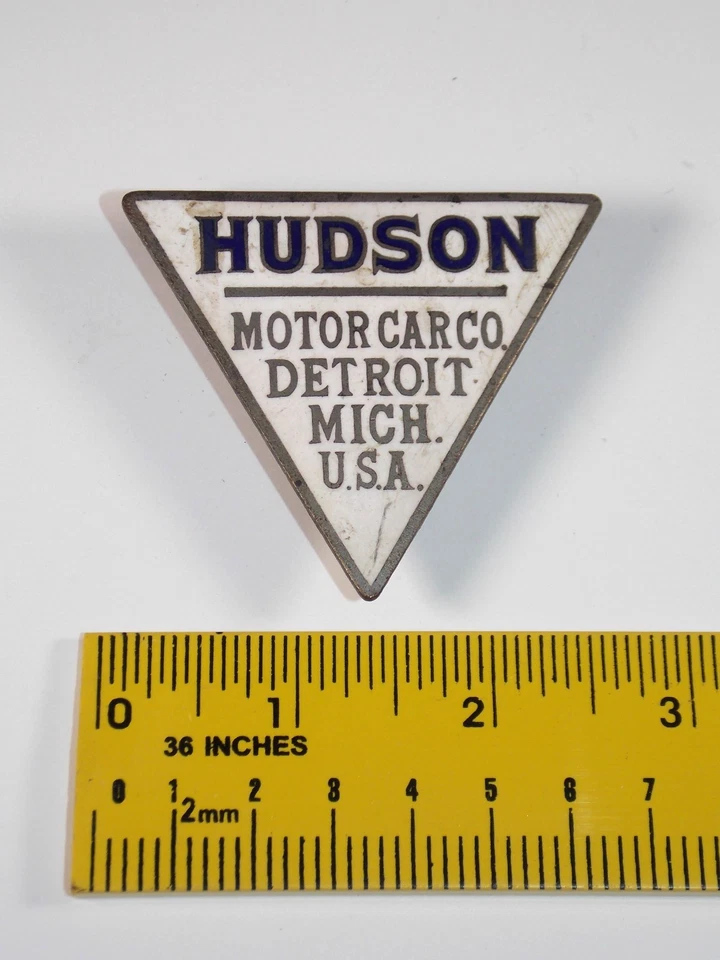 HUDSON
MOTOR CAR CO.
DETROIT
MICH.
U.S.A.
0 1 2 3
36 INCHES
0 1 2 3 4 5 6 7
2mm